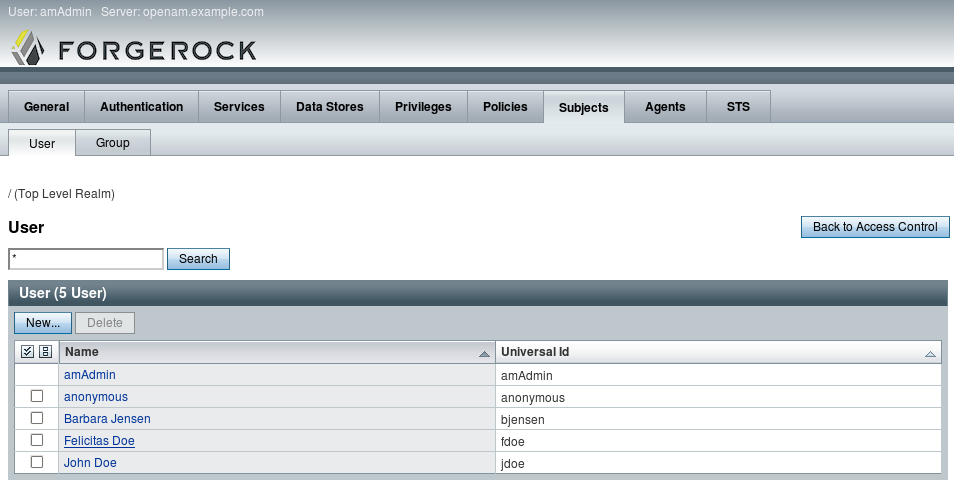 User: amAdmin Server: openam.example.com
FORGEROCK
General Authentication Services Data Stores Privileges Policies Subjects Agents STS
User Group
/ (Top Level Realm)
User Back to Access Control
* Search
User (5 User)
New... Delete
Name Universal Id
amAdmin amAdmin
anonymous anonymous
Barbara Jensen bjensen
Felicitas Doe fdoe
John Doe jdoe